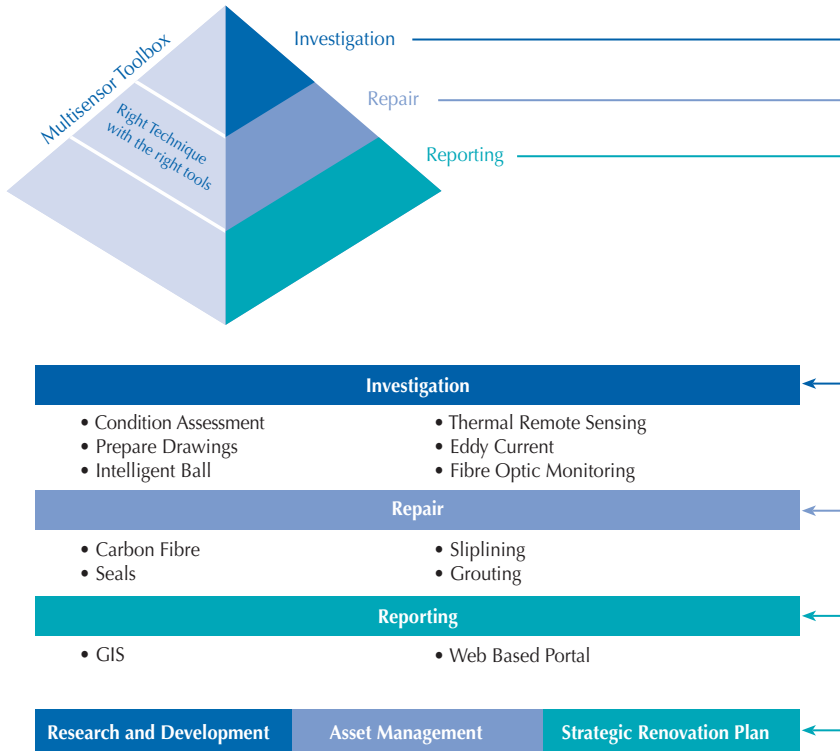 Multisensor Toolbox
Right Technique
with the right tools
Investigation
Repair
Reporting
Investigation
• Condition Assessment
• Prepare Drawings
• Intelligent Ball
• Thermal Remote Sensing
• Eddy Current
• Fibre Optic Monitoring
Repair
• Carbon Fibre
• Seals
• Sliplining
• Grouting
Reporting
• GIS
• Web Based Portal
Research and Development
Asset Management
Strategic Renovation Plan